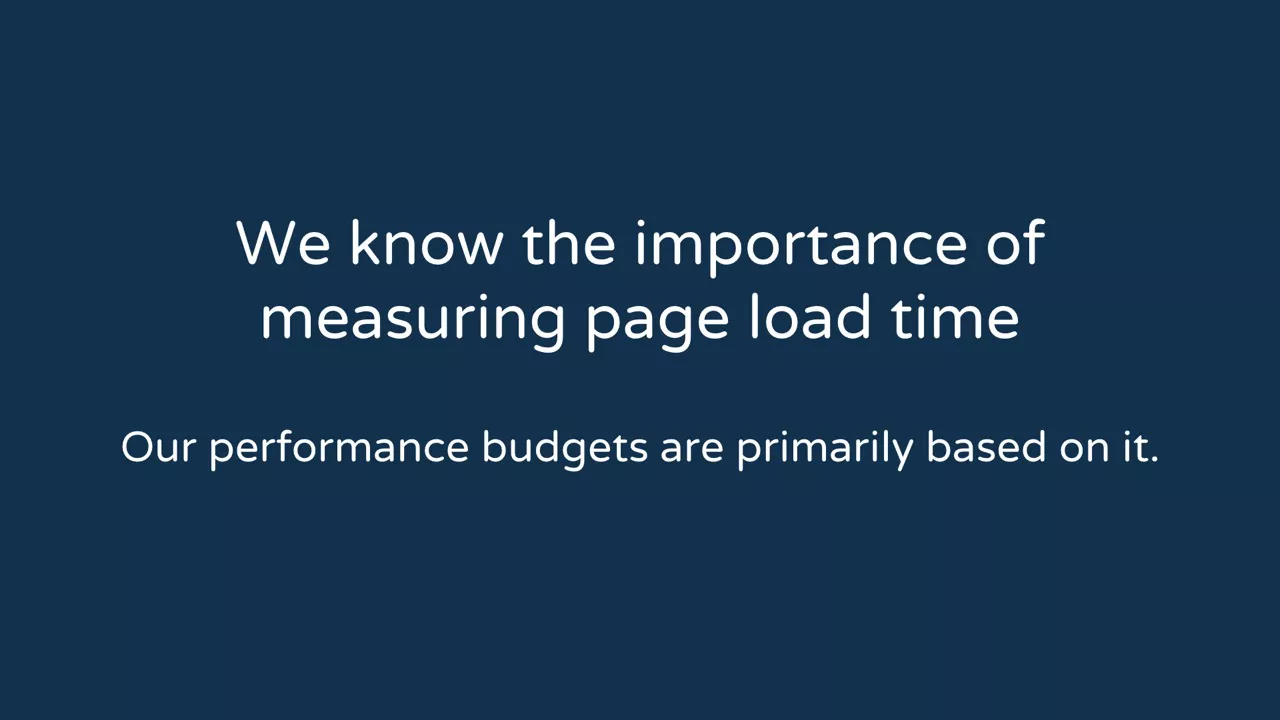 We know the importance of
measuring page load time
Our performance budgets are primarily based on it.